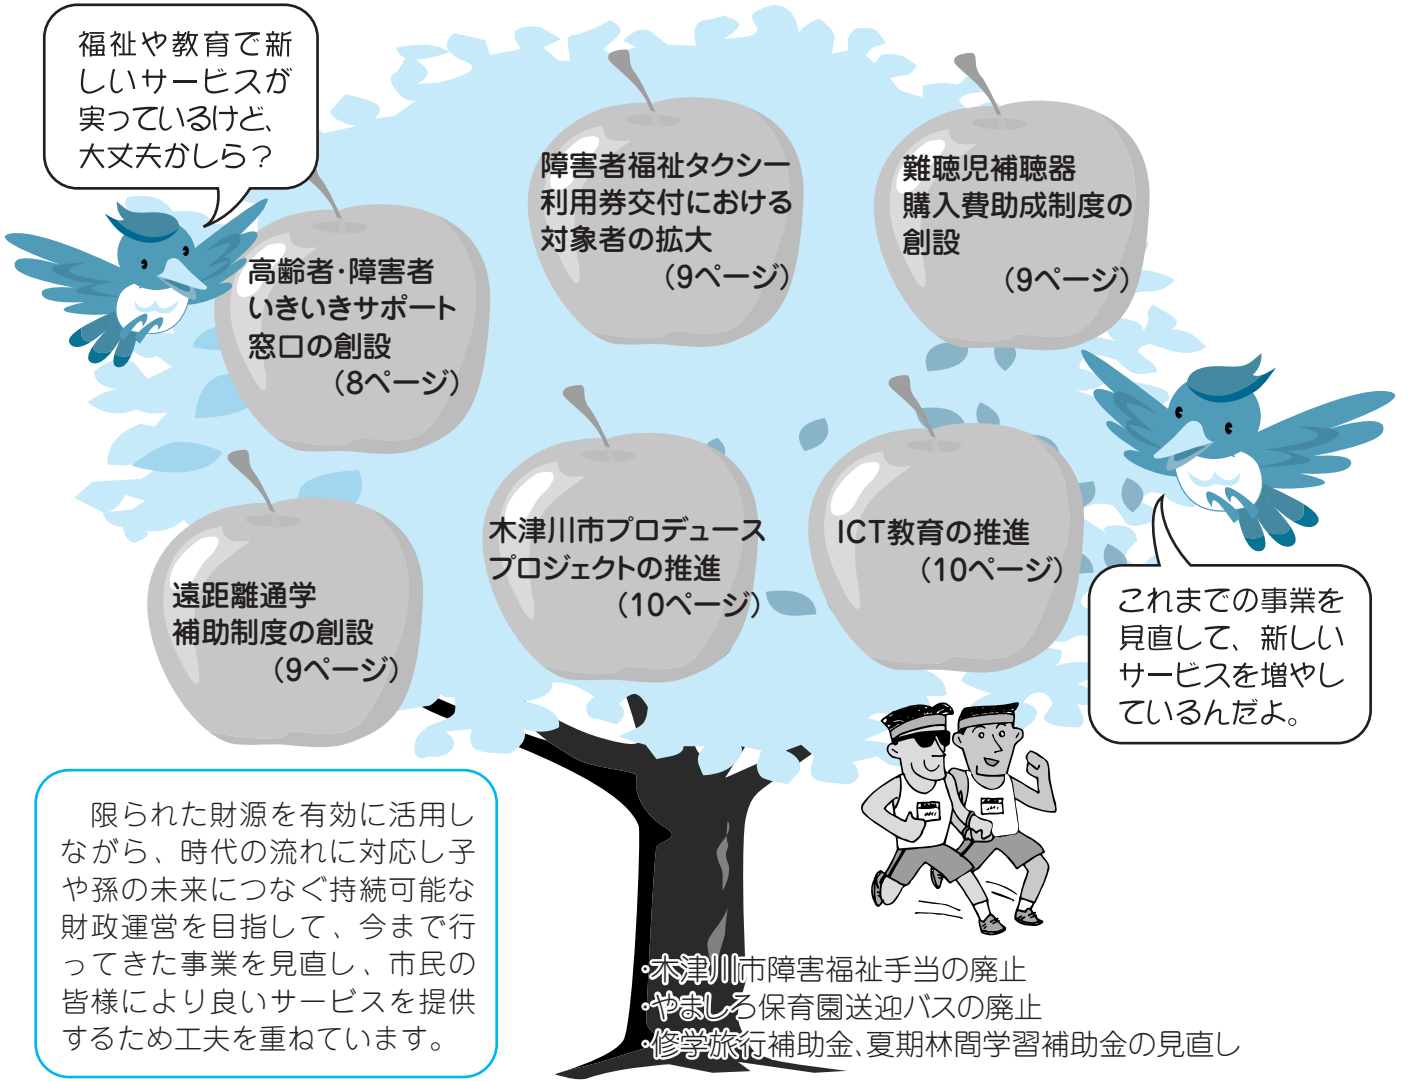 福祉や教育で新
しいサービスが
実っているけど、
大丈夫かしら？
障害者福祉タクシー
利用券交付における
対象者の拡大
（9ページ）
難聴児補聴器
購入費助成制度の
創設
（9ページ）
高齢者・障害者
いきいきサポート
窓口の創設
（8ページ）
木津川市プロデュース
プロジェクトの推進
（10ページ）
ICT教育の推進
（10ページ）
遠距離通学
補助制度の創設
（9ページ）
これまでの事業を
見直して、新しい
サービスを増やし
ているんだよ。
限られた財源を有効に活用し
ながら、時代の流れに対応し子
や孫の未来につなぐ持続可能な
財政運営を目指して、今まで行
ってきた事業を見直し、市民の
皆様により良いサービスを提供
するため工夫を重ねています。
・木津川市障害福祉手当の廃止
・やましろ保育園送迎バスの廃止
・修学旅行補助金、夏期林間学習補助金の見直し